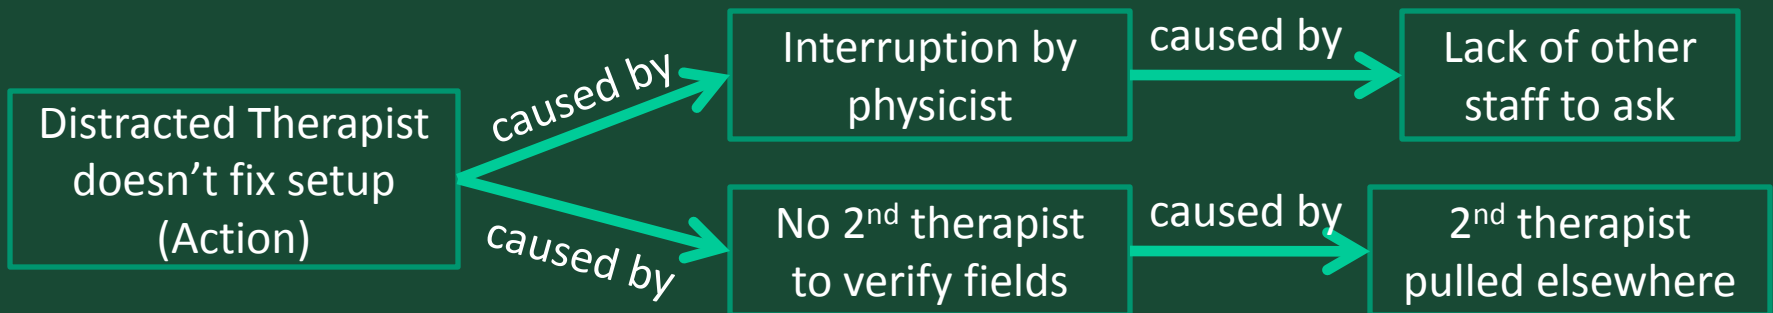 Distracted Therapist
doesn’t fix setup
(Action)
caused by
Interruption by
physicist
caused by
Lack of other
staff to ask
caused by
No 2nd therapist
to verify fields
caused by
2nd therapist
pulled elsewhere